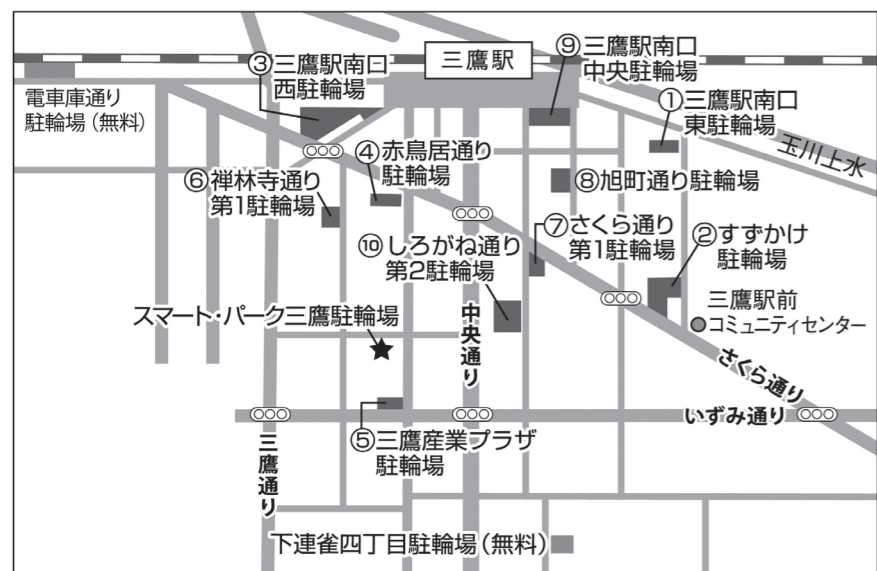 三鷹駅
⑨三鷹駅南口
中央駐輪場
③三鷹駅南口
西駐輪場
電車庫通り
駐輪場（無料）
①三鷹駅南口
東駐輪場
玉川上水
④赤鳥居通り
駐輪場
⑥禅林寺通り
第1駐輪場
⑧旭町通り駐輪場
⑦さくら通り
第1駐輪場
②すずかけ
駐輪場
⑩しろがね通り
第2駐輪場
三鷹駅前
コミュニティセンター
スマート・パーク三鷹駐輪場
中央通り
さくら通り
いずみ通り
三鷹通り
⑤三鷹産業プラザ
駐輪場
下連雀四丁目駐輪場（無料）